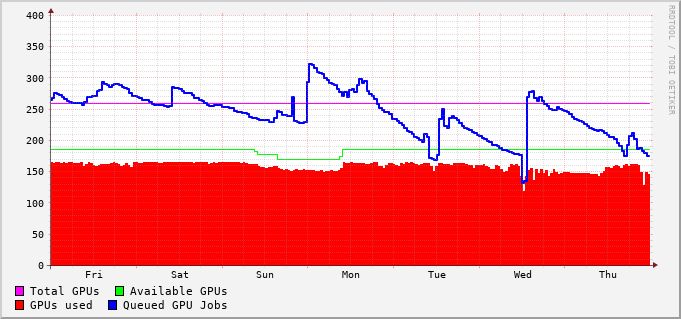 400
350
300
250
200
150
100
50
0
Fri Sat Sun Mon Tue Wed Thu
Total GPUs Available GPUs
GPUs used Queued GPU Jobs
RRDTOOL / TOBI OETIKER